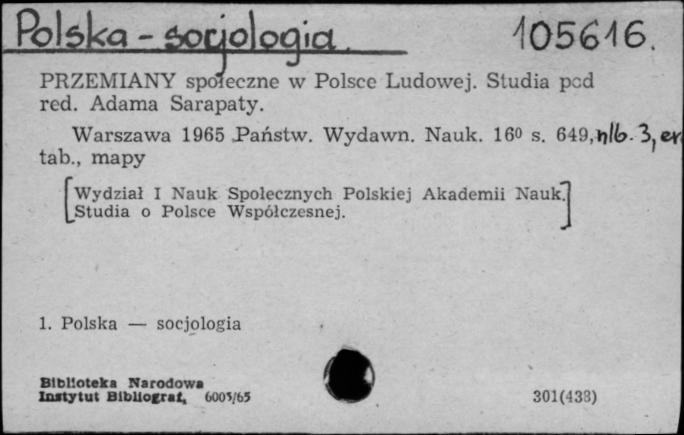 Polska - socjologia. 105616.
PRZEMIANY społeczne w Polsce Ludowej. Studia pod
red. Adama Sarapaty.
Warszawa 1965 Państw. Wydawn. Nauk. 16⁰ s. 649, nlb. 3, err
tab., mapy
[Wydział I Nauk Społecznych Polskiej Akademii Nauk.
Studia o Polsce Współczesnej.]
1. Polska — socjologia
Biblioteka Narodowa
Instytut Bibliograf. 6005/65 301(438)